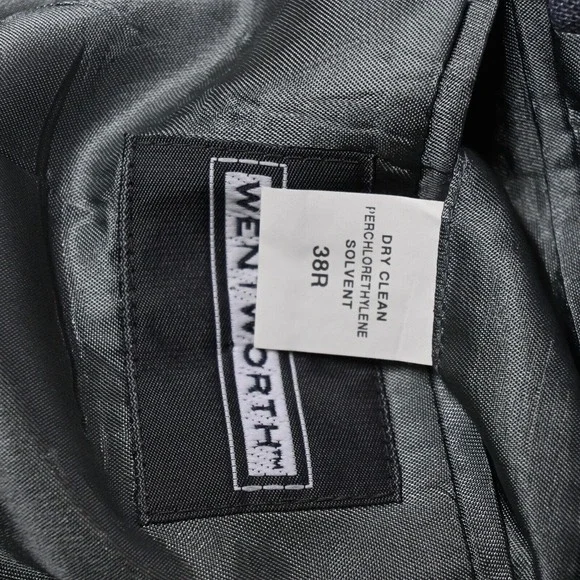 WENTWORTH™
DRY CLEAN
PERCHLORETHYLENE
SOLVENT
38R